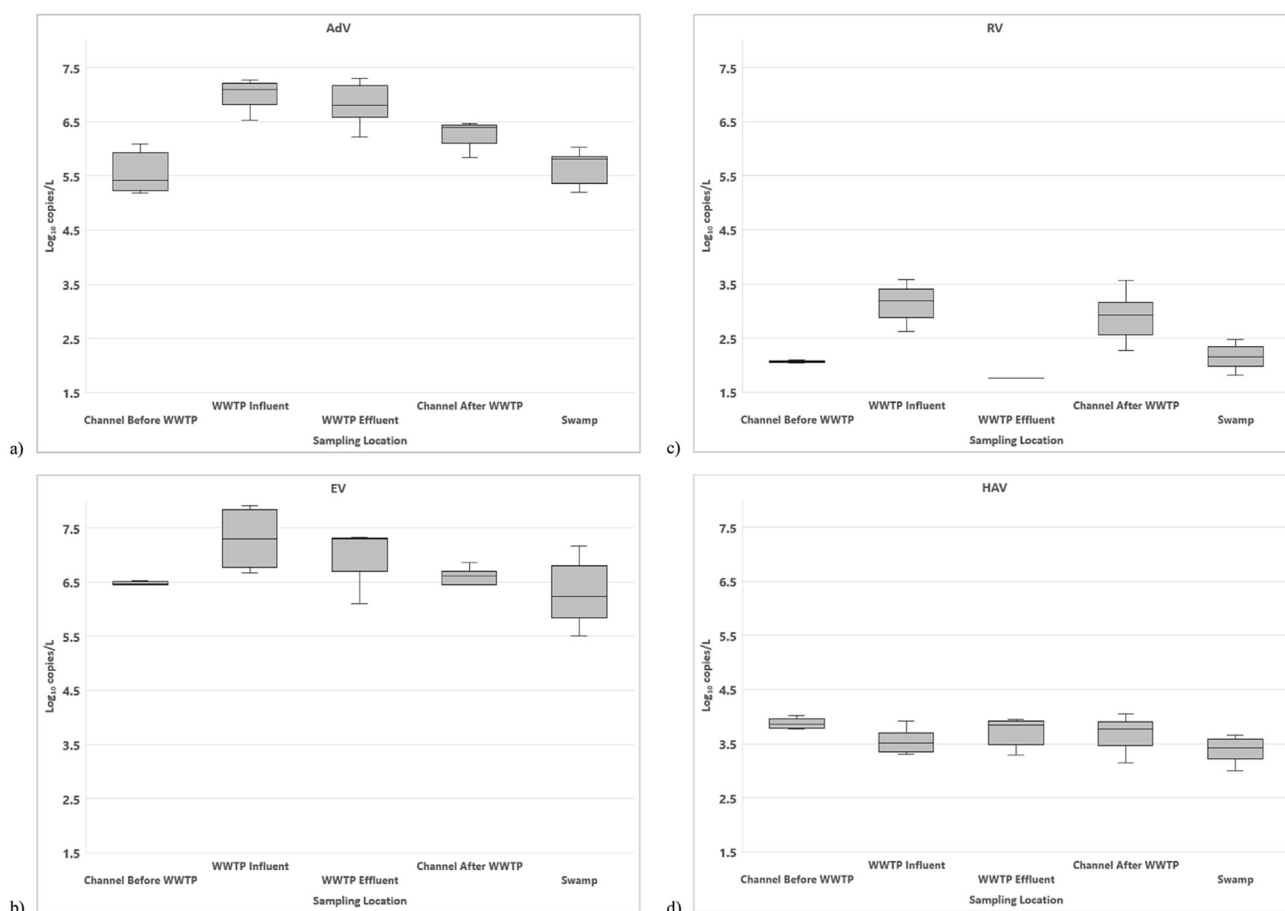 AdV
7.5
6.5
5.5
4.5
3.5
2.5
1.5
Log₁₀ copies/L
Channel Before WWTP
WWTP Influent
WWTP Effluent
Channel After WWTP
Swamp
Sampling Location
a)
RV
7.5
6.5
5.5
4.5
3.5
2.5
1.5
Log₁₀ copies/L
Channel Before WWTP
WWTP Influent
WWTP Effluent
Channel After WWTP
Swamp
Sampling Location
c)
EV
7.5
6.5
5.5
4.5
3.5
2.5
1.5
Log₁₀ copies/L
Channel Before WWTP
WWTP Influent
WWTP Effluent
Channel After WWTP
Swamp
Sampling Location
b)
HAV
7.5
6.5
5.5
4.5
3.5
2.5
1.5
Log₁₀ copies/L
Channel Before WWTP
WWTP Influent
WWTP Effluent
Channel After WWTP
Swamp
Sampling Location
d)